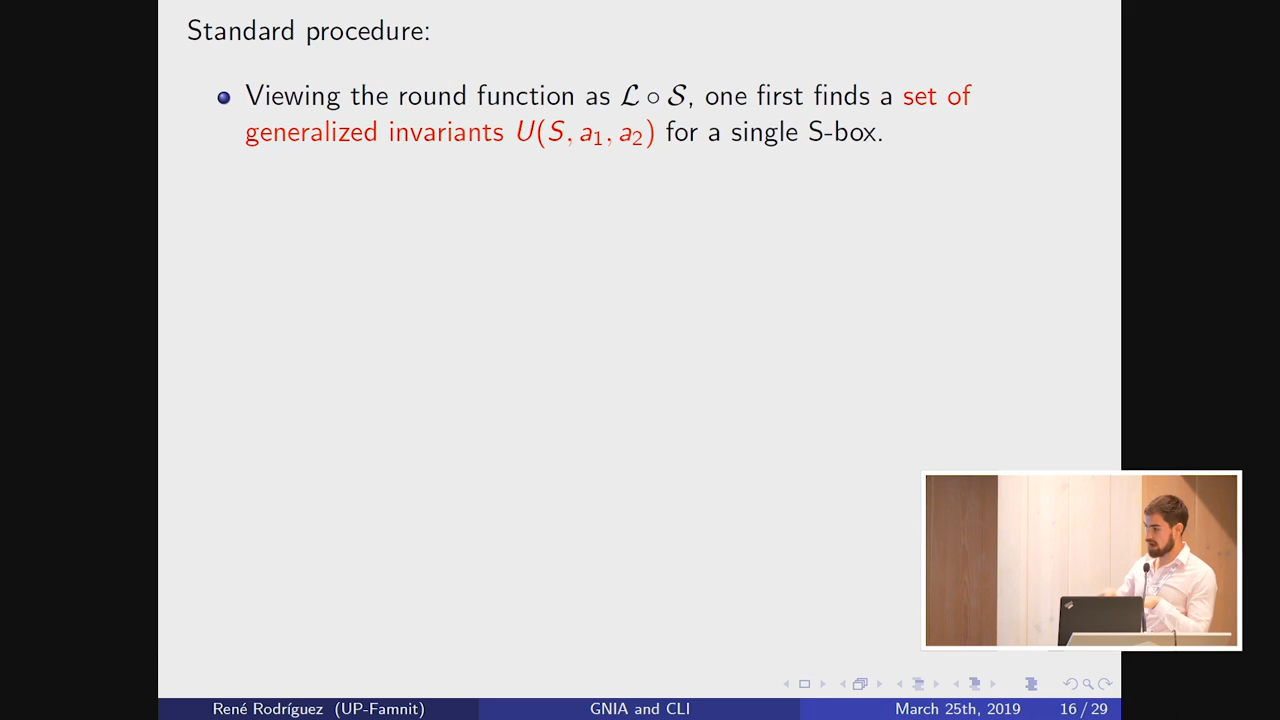 Standard procedure:
Viewing the round function as ℒ ∘ 𝒮, one first finds a set of
generalized invariants U(S, a₁, a₂) for a single S-box.
René Rodríguez (UP-Famnit) GNIA and CLI March 25th, 2019 16 / 29